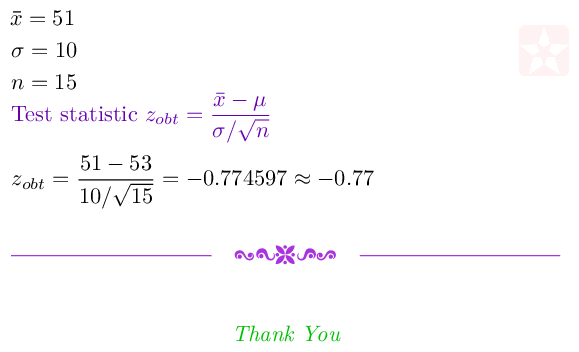 x̄ = 51
σ = 10
n = 15
Test statistic z_obt = (x̄ − μ)/(σ/√n)
z_obt = (51 − 53)/(10/√15) = −0.774597 ≈ −0.77
Thank You